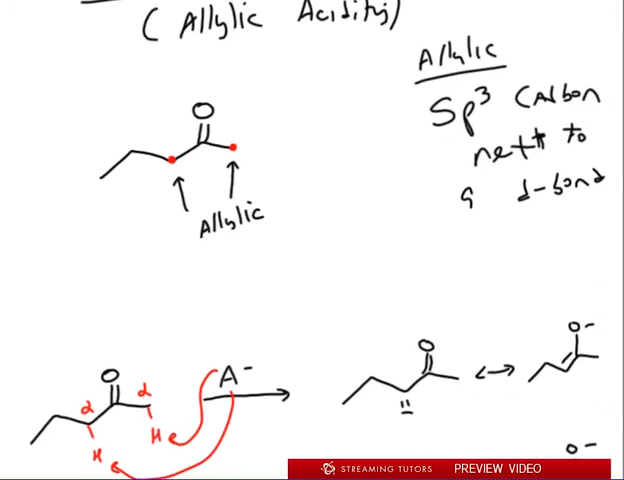 ( Allylic Acidity)
Allylic
Sp³ Carbon
next to
a d-bond
O
Allylic
O
α
α
H
H
A⁻
O
O⁻
O⁻
STREAMING TUTORS PREVIEW VIDEO